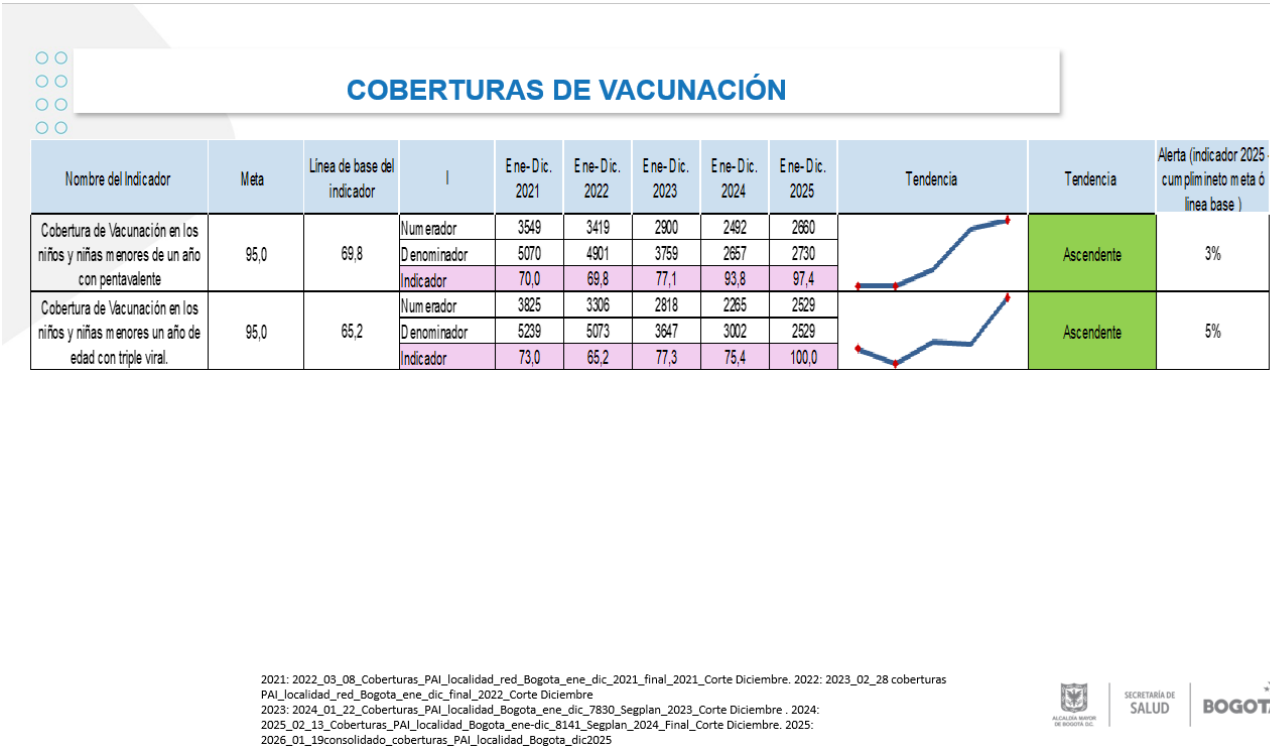 COBERTURAS DE VACUNACIÓN
Nombre del Indicador Meta Linea de base del indicador I Ene-Dic. 2021 Ene-Dic. 2022 Ene-Dic. 2023 Ene-Dic. 2024 Ene-Dic. 2025 Tendencia Tendencia Alerta (indicador 2025 - cumplimineto meta ó linea base )
Cobertura de Vacunación en los
niños y niñas menores de un año
con pentavalente
95,0 69,8
Numerador 3549 3419 2900 2492 2660
Denominador 5070 4901 3759 2657 2730
Indicador 70,0 69,8 77,1 93,8 97,4
Ascendente 3%
Cobertura de Vacunación en los
niños y niñas menores un año de
edad con triple viral.
95,0 65,2
Numerador 3825 3306 2818 2265 2529
Denominador 5239 5073 3647 3002 2529
Indicador 73,0 65,2 77,3 75,4 100,0
Ascendente 5%
2021: 2022_03_08_Coberturas_PAI_localidad_red_Bogota_ene_dic_2021_final_2021_Corte Diciembre. 2022: 2023_02_28 coberturas
PAI_localidad_red_Bogota_ene_dic_final_2022_Corte Diciembre
2023: 2024_01_22_Coberturas_PAI_localidad_Bogota_ene_dic_7830_Segplan_2023_Corte Diciembre . 2024:
2025_02_13_Coberturas_PAI_localidad_Bogota_ene-dic_8141_Segplan_2024_Final_Corte Diciembre. 2025:
2026_01_19consolidado_coberturas_PAI_localidad_Bogota_dic2025
ALCALDÍA MAYOR
DE BOGOTÁ D.C.
SECRETARÍA DE
SALUD
BOGOTÁ